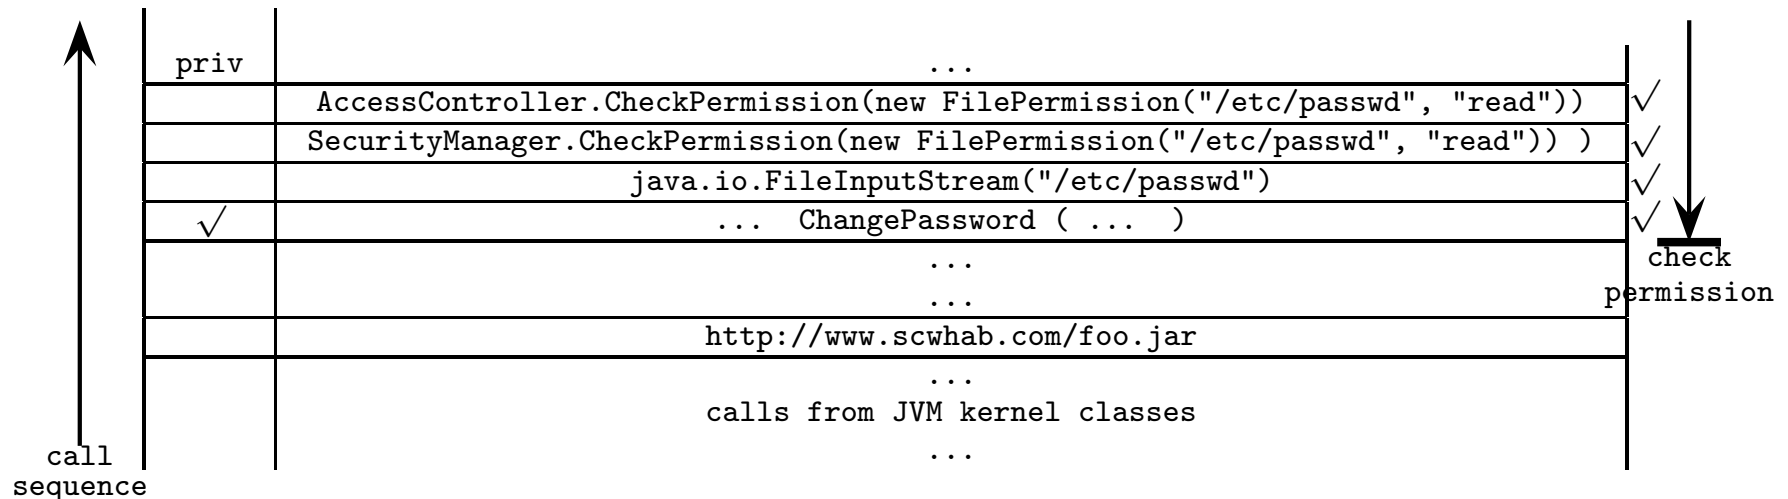 priv ...
AccessController.CheckPermission(new FilePermission("/etc/passwd", "read")) √
SecurityManager.CheckPermission(new FilePermission("/etc/passwd", "read")) ) √
java.io.FileInputStream("/etc/passwd") √
√ ... ChangePassword ( ... ) √
...
check
...
permission
http://www.scwhab.com/foo.jar
...
calls from JVM kernel classes
...
call
sequence